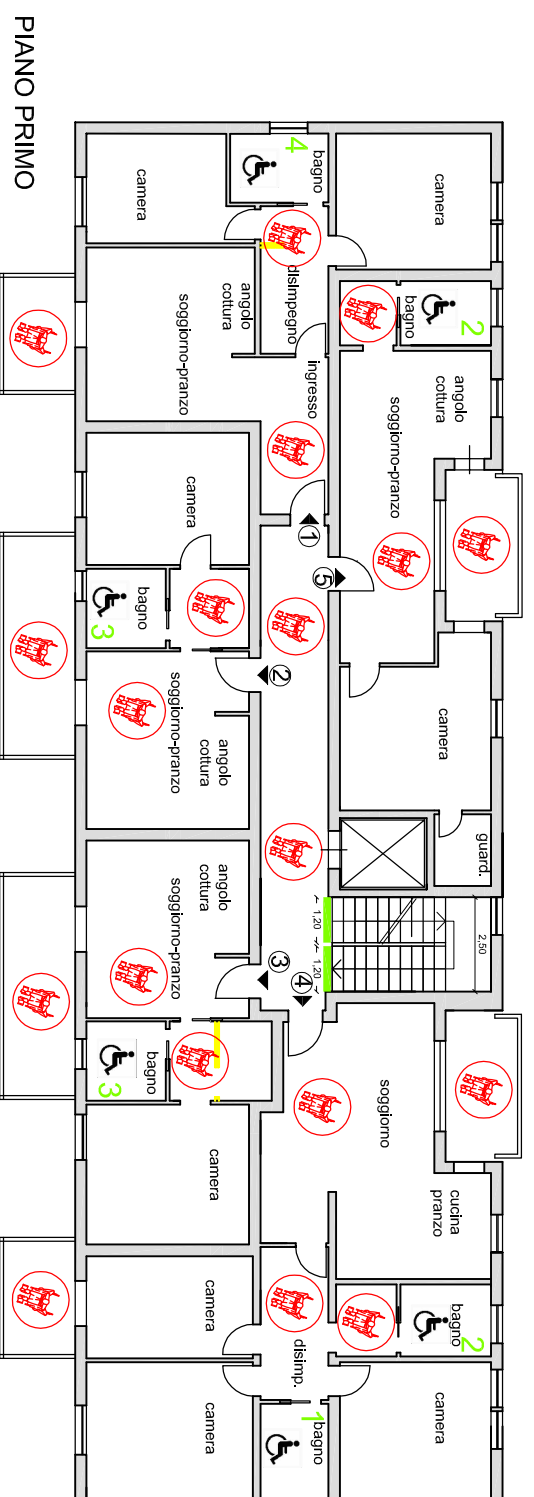 PIANO PRIMO
camera
4
bagno
camera
disimpegno
2
bagno
angolo
cottura
soggiorno-pranzo
ingresso
angolo
cottura
soggiorno-pranzo
1
5
camera
3
bagno
2
soggiorno-pranzo
angolo
cottura
camera
guard.
angolo
cottura
soggiorno-pranzo
3
4
1,20
1,20
2,50
3
bagno
camera
soggiorno
cucina
pranzo
camera
disimp.
2
bagno
camera
1
bagno
camera